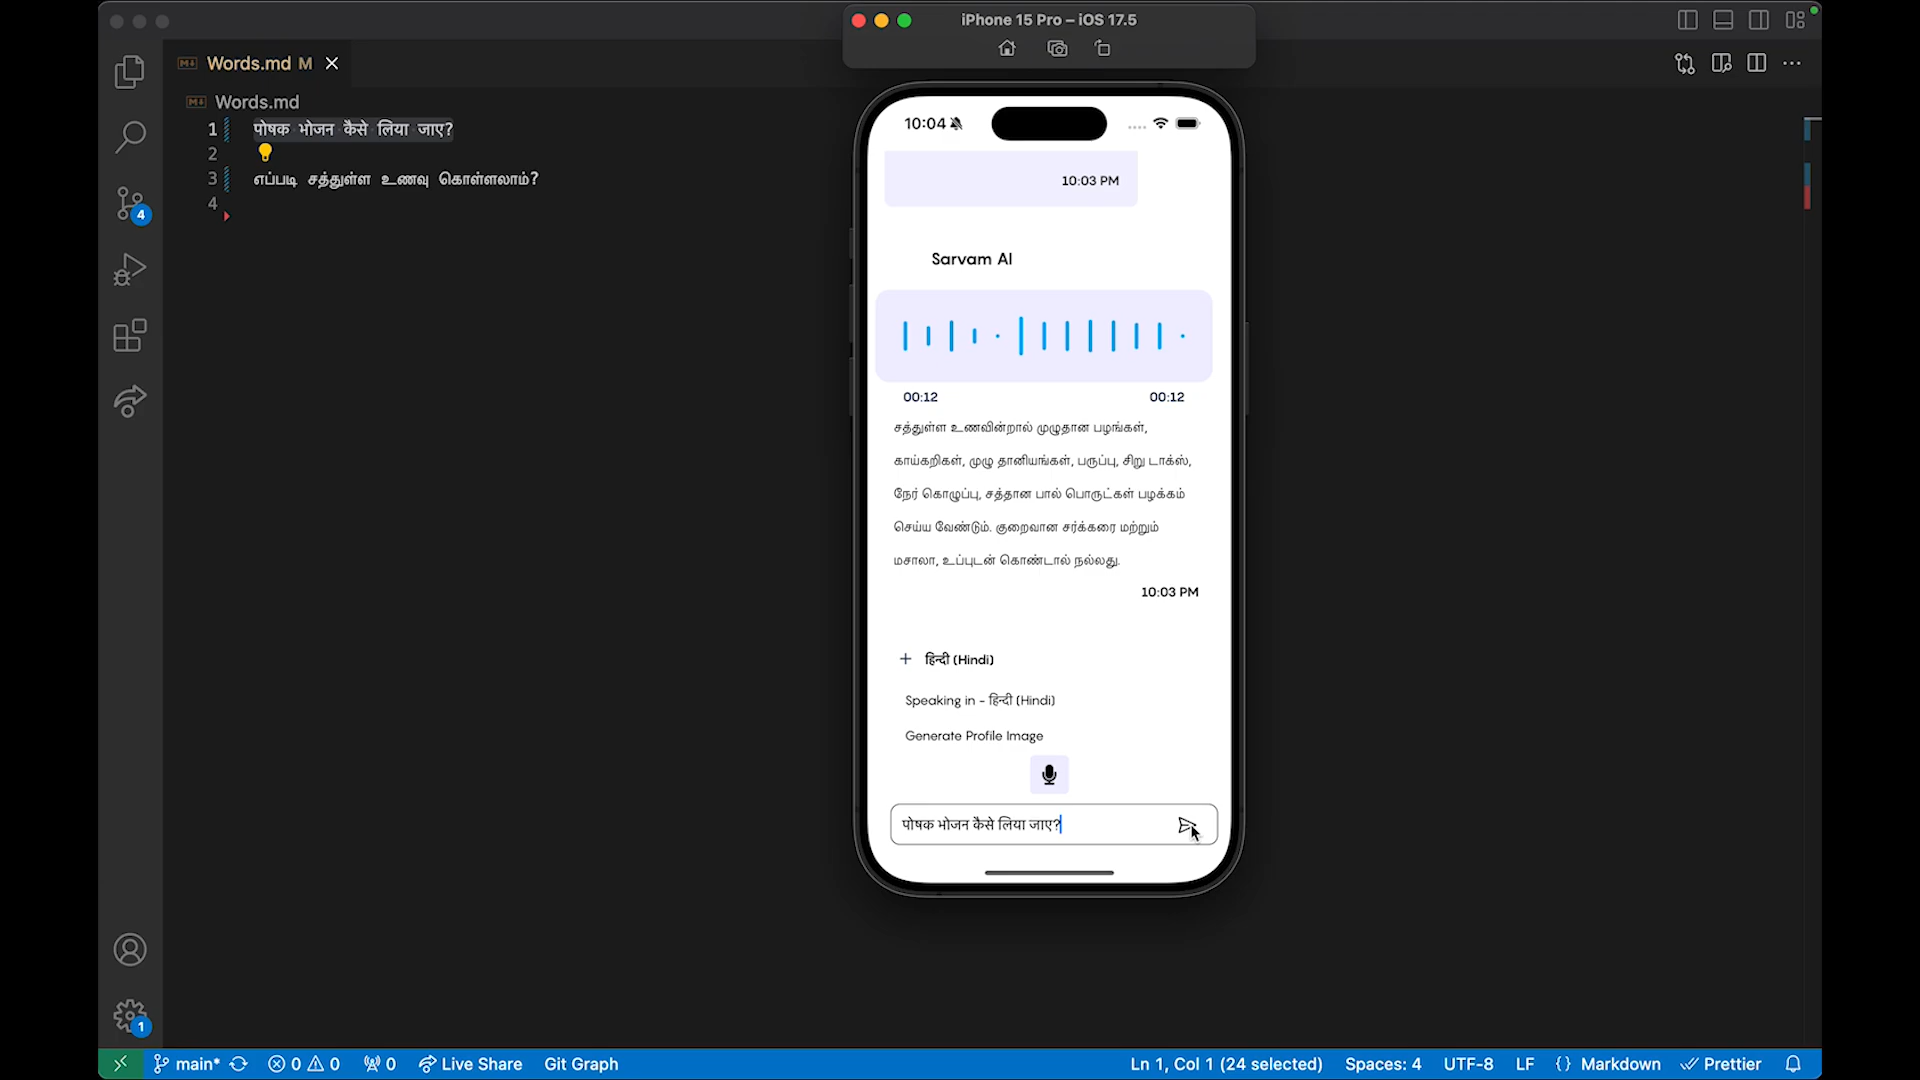 iPhone 15 Pro – iOS 17.5
Words.md M
Words.md
1 पोषक भोजन कैसे लिया जाए?
2
3 எப்படி சத்துள்ள உணவு கொள்ளலாம்?
4
4
1
10:04
10:03 PM
Sarvam AI
00:12 00:12
சத்துள்ள உணவின்றால் முழுதான பழங்கள்,
காய்கறிகள், முழு தானியங்கள், பருப்பு, சிறு டாக்ஸ்,
நேர் கொழுப்பு, சத்தான பால் பொருட்கள் பழக்கம்
செய்ய வேண்டும். குறைவான சர்க்கரை மற்றும்
மசாலா, உப்புடன் கொண்டால் நல்லது.
10:03 PM
+ हिन्दी (Hindi)
Speaking in - हिन्दी (Hindi)
Generate Profile Image
पोषक भोजन कैसे लिया जाए?
main* 0 0 0 Live Share Git Graph Ln 1, Col 1 (24 selected) Spaces: 4 UTF-8 LF {} Markdown Prettier